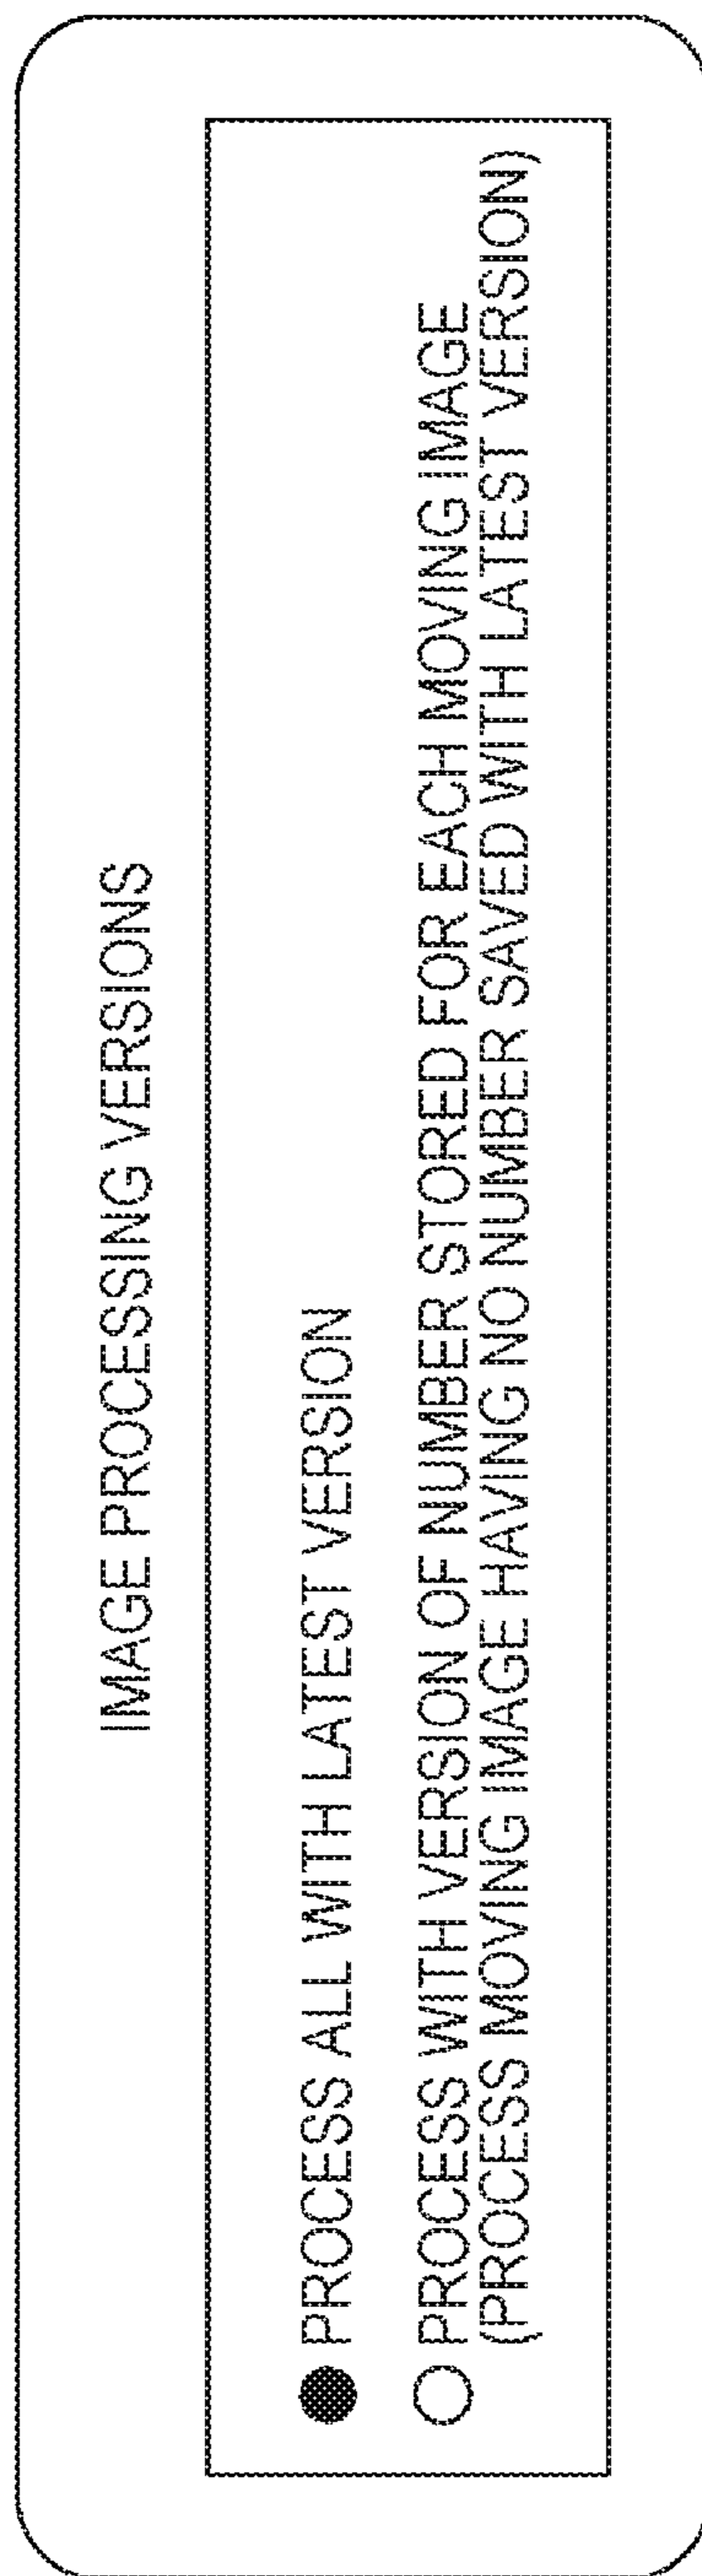 IMAGE PROCESSING VERSIONS
PROCESS ALL WITH LATEST VERSION
PROCESS WITH VERSION OF NUMBER STORED FOR EACH MOVING IMAGE
(PROCESS MOVING IMAGE HAVING NO NUMBER SAVED WITH LATEST VERSION)